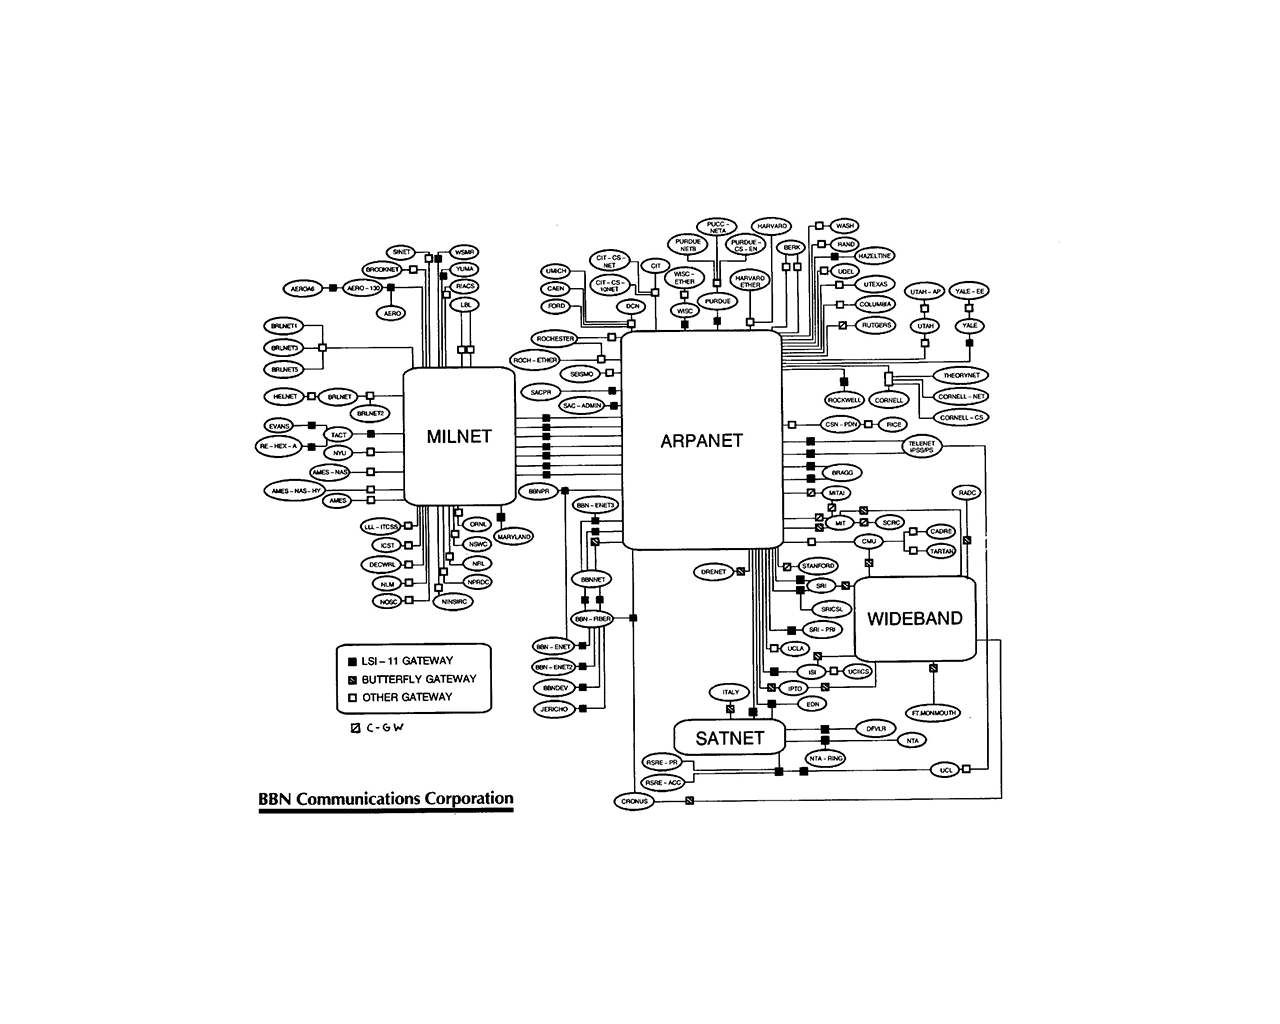 WASH
PUCC-
NETA
HARVARD
RAND
PURDUE
NETB
PURDUE-
CS-EN
BERK
HAZELTINE
SINET
WSMR
CIT-CS-
NET
CIT
UDEL
BROOKNET
YUMA
UMICH
WISC-
ETHER
HARVARD
ETHER
UTEXAS
AERO A6
AERO-130
RIACS
CAEN
CIT-CS-
10NET
UTAH-AP
YALE-EE
AERO
LBL
FORD
DCN
WISC
PURDUE
COLUMBIA
BRLNET1
RUTGERS
UTAH
YALE
ROCHESTER
BRLNET3
ROCH-ETHER
BRLNET5
SEISMO
THEORYNET
HELNET
BRLNET
SACPR
ROCKWELL
CORNELL
CORNELL-NET
BRLNET2
SAC-ADMIN
CORNELL-CS
EVANS
TACT
MILNET
ARPANET
CSN-PDN
RICE
RE-HEX-A
NYU
TELENET
IPSS/PS
AMES-NAS
BRAGG
AMES-NAS-HY
AMES
BBNPR
MITAI
RADC
BBN-ENET3
LLL-ITCSS
ORNL
MARYLAND
MIT
SCRC
ICST
NSWC
CMU
CADRE
TARTAN
DECWRL
NRL
DRENET
STANFORD
NLM
NPRDC
BBNNET
SRI
NOSC
NINSIRC
BBN-FIBER
SRICSL
WIDEBAND
SRI-PRI
BBN-ENET
UCLA
LSI-11 GATEWAY
BBN-ENET2
ISI
UCIICS
BUTTERFLY GATEWAY
BBNDEV
ITALY
IPTO
OTHER GATEWAY
JERICHO
EDN
FT.MONMOUTH
C-GW
SATNET
DFVLR
NTA
NTA-RING
RSRE-PR
UCL
RSRE-ACC
BBN Communications Corporation
CRONUS